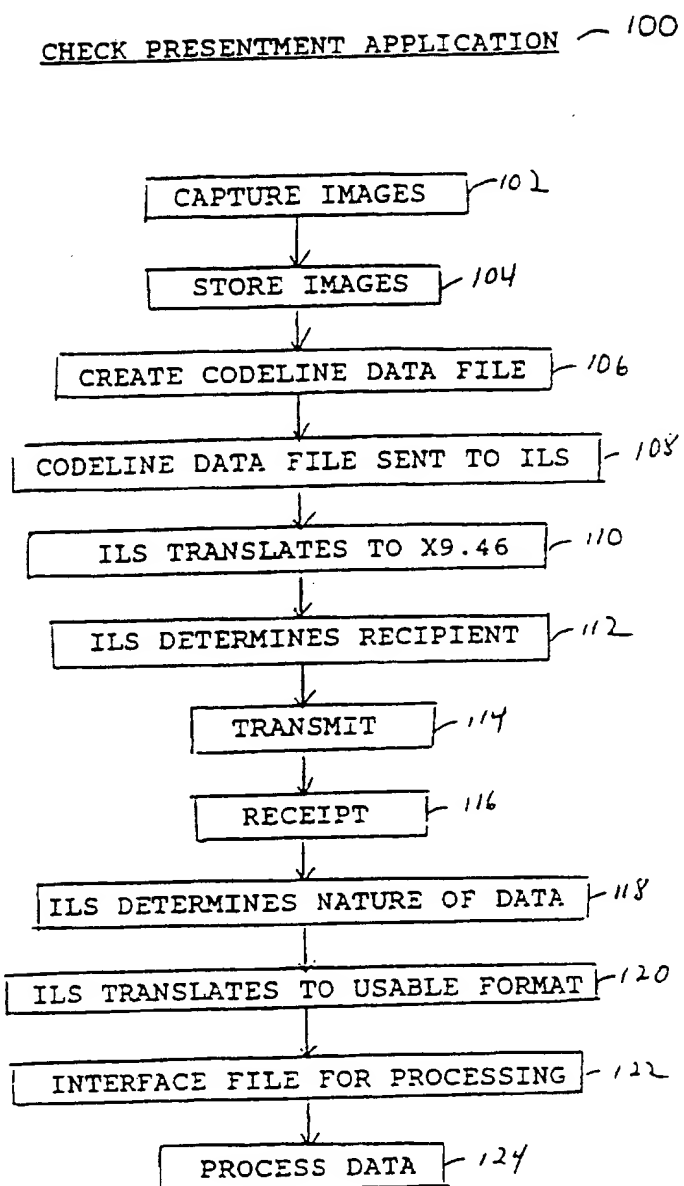 CHECK PRESENTMENT APPLICATION 100
CAPTURE IMAGES 102
STORE IMAGES 104
CREATE CODELINE DATA FILE 106
CODELINE DATA FILE SENT TO ILS 108
ILS TRANSLATES TO X9.46 110
ILS DETERMINES RECIPIENT 112
TRANSMIT 114
RECEIPT 116
ILS DETERMINES NATURE OF DATA 118
ILS TRANSLATES TO USABLE FORMAT 120
INTERFACE FILE FOR PROCESSING 122
PROCESS DATA 124